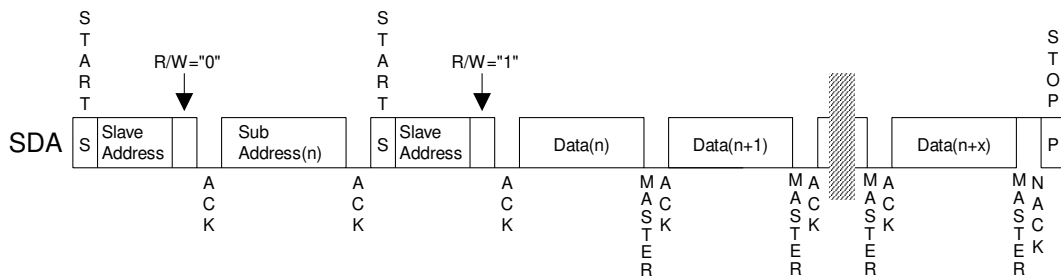 START
R/W="0"
START
R/W="1"
STOP
SDA
S
Slave Address
Sub Address(n)
S
Slave Address
Data(n)
Data(n+1)
Data(n+x)
P
ACK
ACK
ACK
MASTER ACK
MASTER ACK
MASTER ACK
MASTER NACK